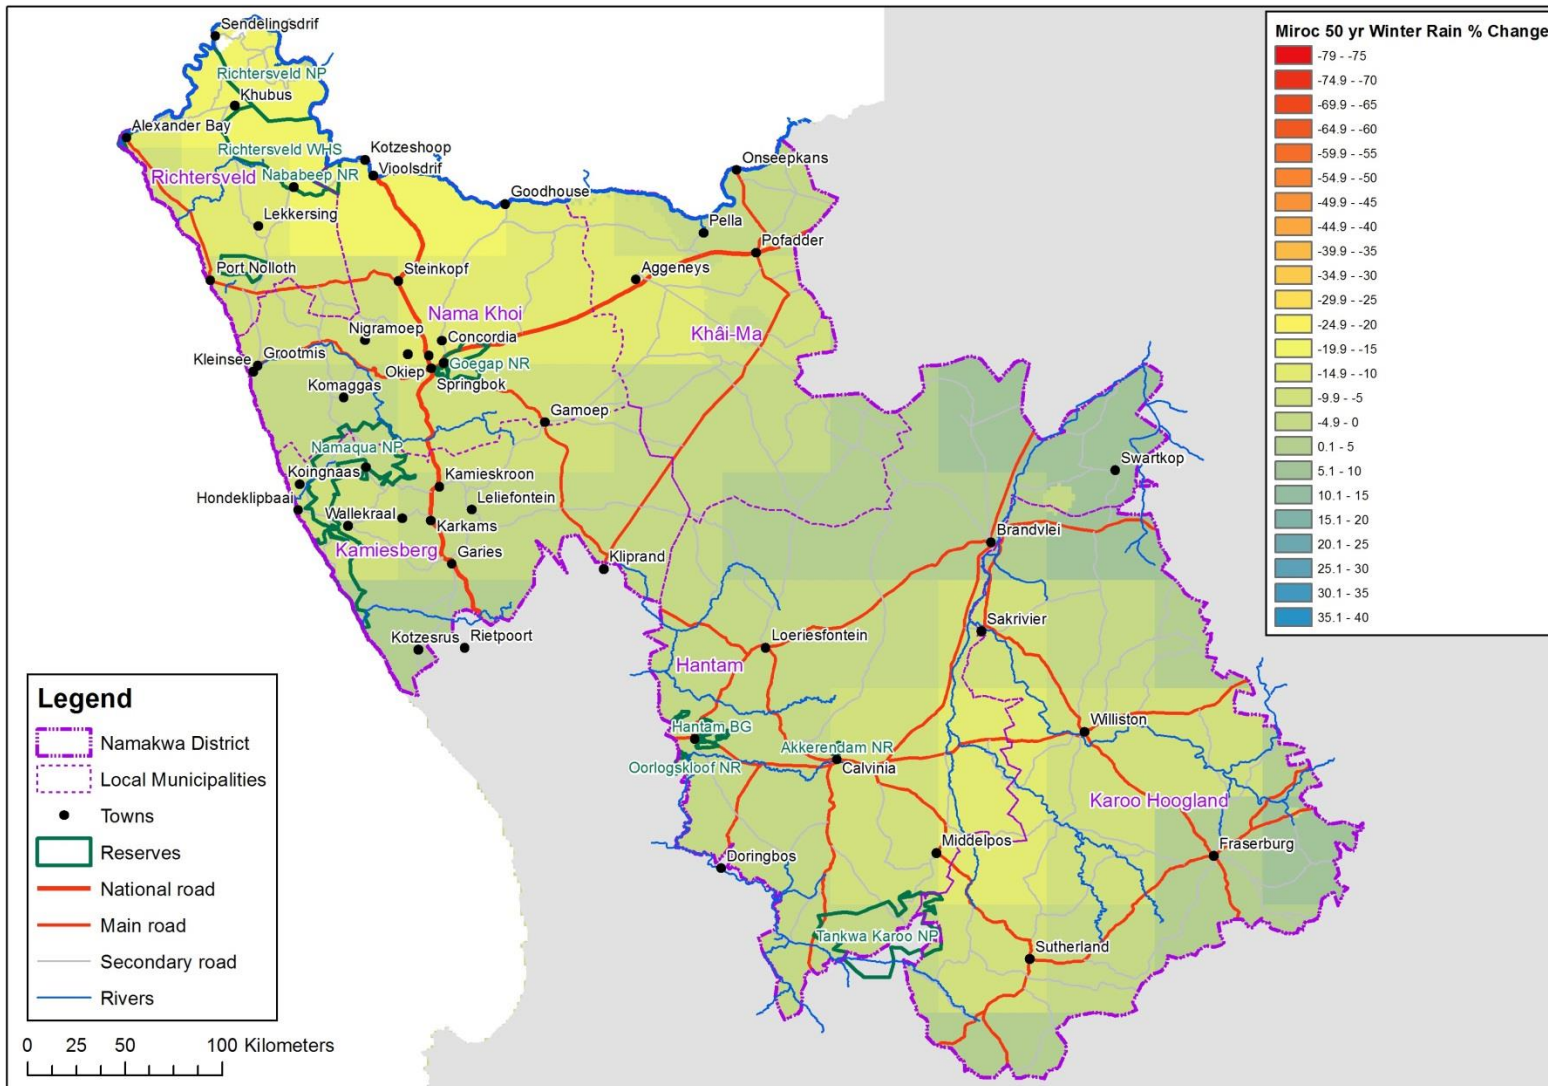 Miroc 50 yr Winter Rain % Change
-79 - -75
-74.9 - -70
-69.9 - -65
-64.9 - -60
-59.9 - -55
-54.9 - -50
-49.9 - -45
-44.9 - -40
-39.9 - -35
-34.9 - -30
-29.9 - -25
-24.9 - -20
-19.9 - -15
-14.9 - -10
-9.9 - -5
-4.9 - 0
0.1 - 5
5.1 - 10
10.1 - 15
15.1 - 20
20.1 - 25
25.1 - 30
30.1 - 35
35.1 - 40
Sendelingsdrif
Richtersveld NP
Khubus
Alexander Bay
Richtersveld WHS
Kotzeshoop
Richtersveld
Nababeep NR
Vioolsdrif
Onseepkans
Goodhouse
Lekkersing
Pella
Pofadder
Port Nolloth
Steinkopf
Aggeneys
Nama Khoi
Khâi-Ma
Nigramoep
Concordia
Kleinsee
Grootmis
Okiep
Goegap NR
Springbok
Komaggas
Gamoep
Namaqua NP
Koingnaas
Kamieskroon
Swartkop
Hondeklipbaai
Wallekraal
Leliefontein
Karkams
Brandvlei
Kamiesberg
Garies
Kliprand
Kotzesrus
Rietpoort
Loeriesfontein
Sakrivier
Hantam
Hantam BG
Williston
Oorlogskloof NR
Akkerendam NR
Calvinia
Karoo Hoogland
Middelpos
Doringbos
Fraserburg
Tankwa Karoo NP
Sutherland
Legend
Namakwa District
Local Municipalities
Towns
Reserves
National road
Main road
Secondary road
Rivers
0 25 50 100 Kilometers